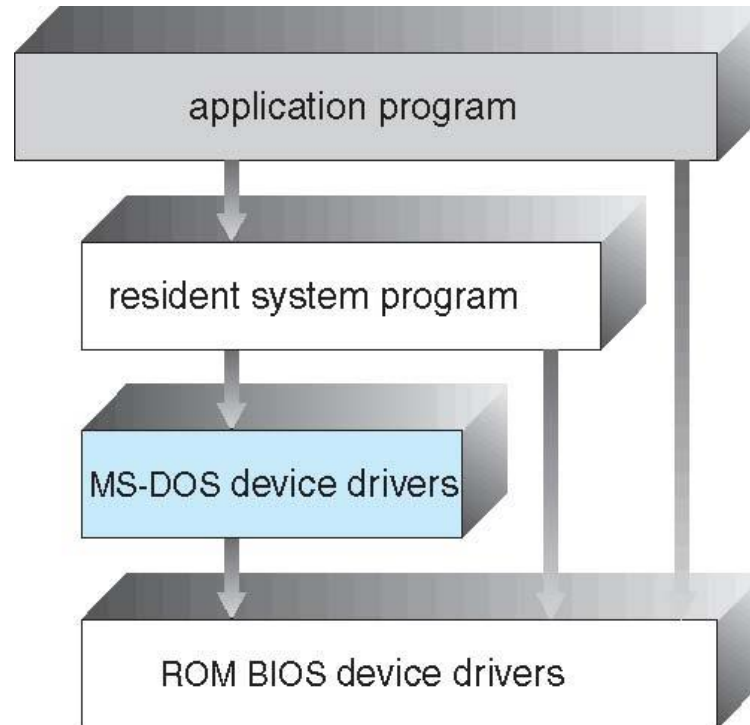 application program
resident system program
MS-DOS device drivers
ROM BIOS device drivers